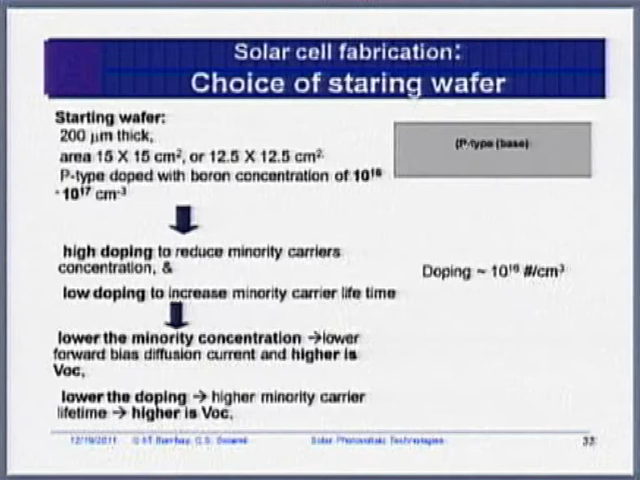 Solar cell fabrication:
Choice of staring wafer
Starting wafer:
200 μm thick,
area 15 X 15 cm², or 12.5 X 12.5 cm²
P-type doped with boron concentration of 10¹⁶
- 10¹⁷ cm⁻³
(P-type (base)
high doping to reduce minority carriers
concentration, &
low doping to increase minority carrier life time
Doping ~ 10¹⁶ #/cm³
lower the minority concentration →lower
forward bias diffusion current and higher is
Voc,
lower the doping → higher minority carrier
lifetime → higher is Voc,
12/19/2011 © IIT Bombay, C.S. Solanki Solar Photovoltaic Technologies 33